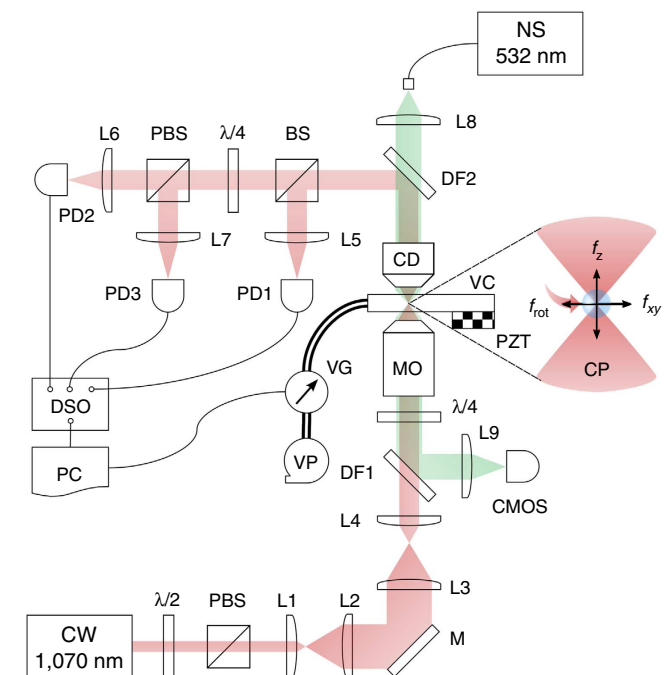 NS
532 nm
L8
L6
PBS
λ/4
BS
DF2
PD2
L7
L5
CD
VC
PD3
PD1
PZT
f_z
f_rot
f_xy
CP
VG
MO
DSO
λ/4
L9
PC
VP
DF1
CMOS
L4
L3
λ/2
PBS
L1
L2
M
CW
1,070 nm